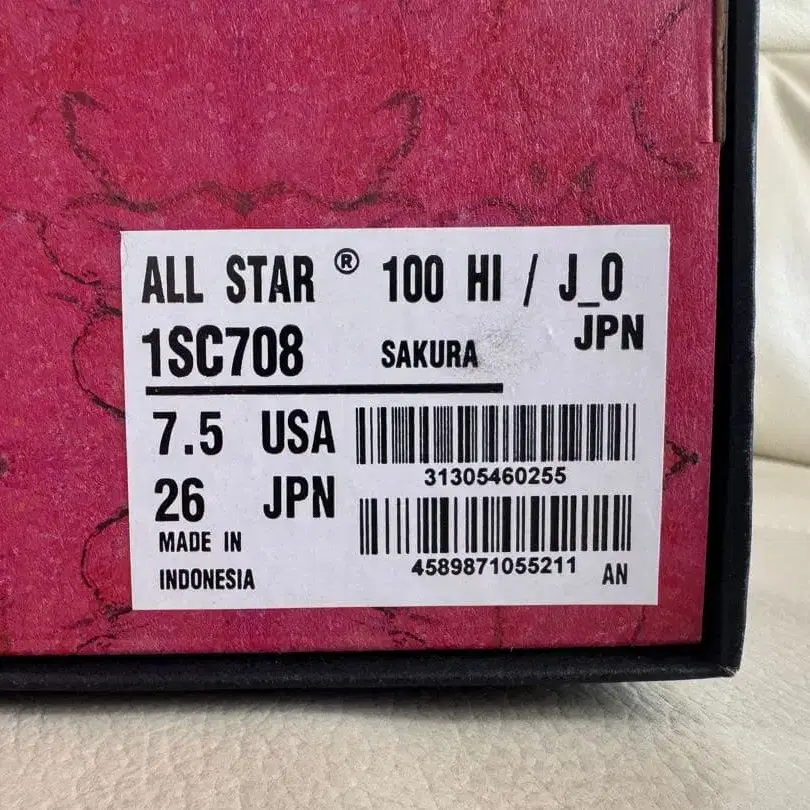 ALL STAR ® 100 HI / J_O
1SC708 SAKURA JPN
7.5 USA
31305460255
26 JPN
4589871055211 AN
MADE IN
INDONESIA